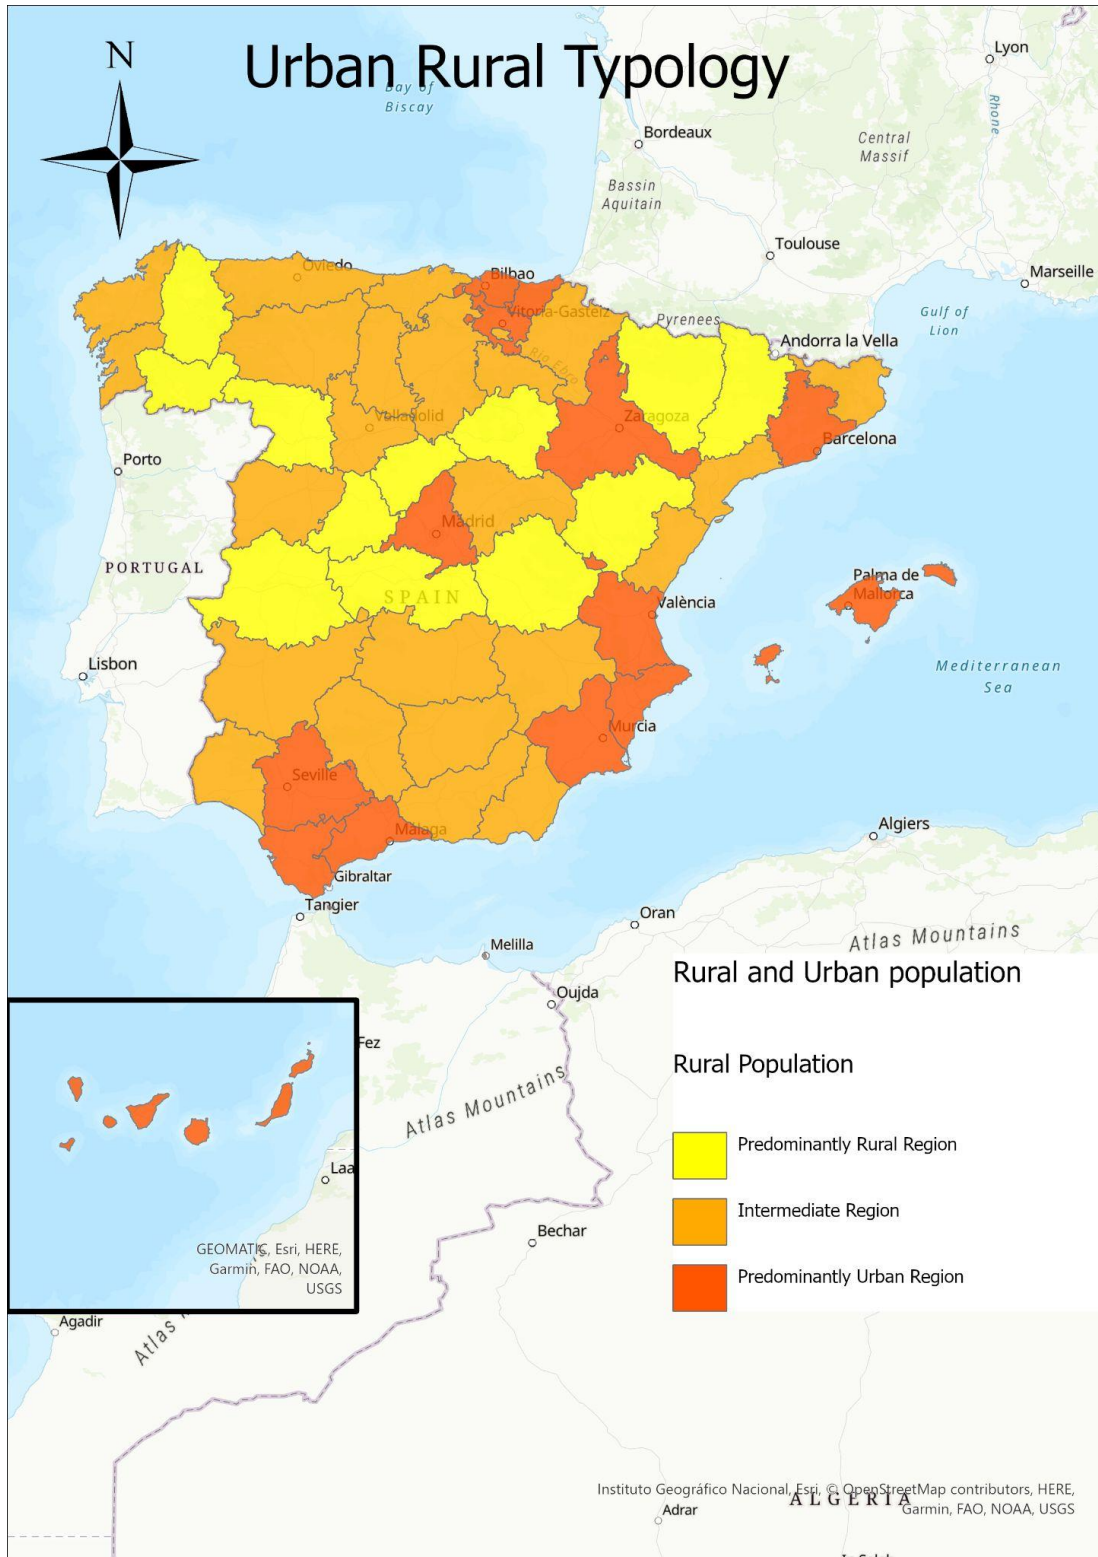 Urban Rural Typology
N
Bay of
Biscay
Lyon
Rhone
Bordeaux
Central
Massif
Bassin
Aquitain
Toulouse
Marseille
Gulf of
Lion
Oviedo
Bilbao
Vitoria-Gasteiz
Pyrenees
Andorra la Vella
Rio Ebro
Valladolid
Zaragoza
Barcelona
Porto
Madrid
PORTUGAL
SPAIN
Palma de
Mallorca
València
Lisbon
Mediterranean
Sea
Murcia
Seville
Málaga
Algiers
Gibraltar
Tangier
Oran
Melilla
Atlas Mountains
Oujda
Fez
Atlas Mountains
Rural and Urban population
Rural Population
Predominantly Rural Region
Intermediate Region
Predominantly Urban Region
Laa
Bechar
GEOMATIC, Esri, HERE,
Garmin, FAO, NOAA,
USGS
Agadir
Atlas
Instituto Geográfico Nacional, Esri, © OpenStreetMap contributors, HERE,
Garmin, FAO, NOAA, USGS
ALGERIA
Adrar